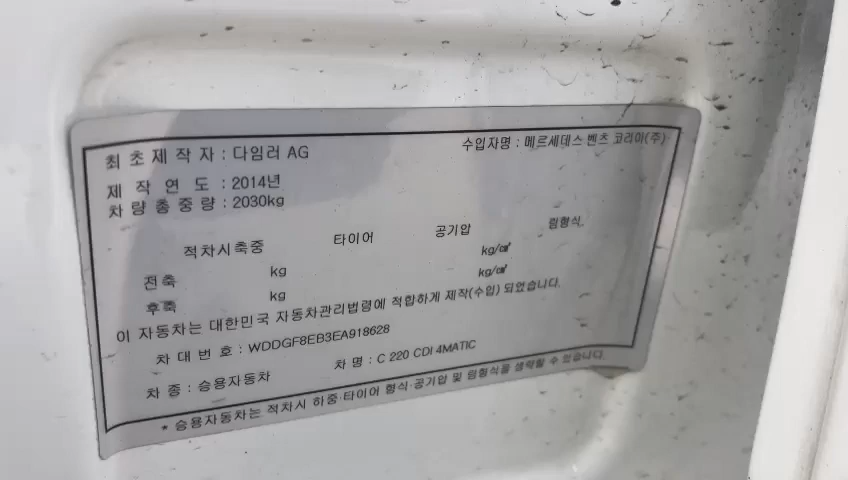 최초제작자 : 다임러 AG
수입자명 : 메르세데스 벤츠 코리아(주)
제작연도 : 2014년
차량총중량 : 2030kg
적차시축중 타이어 공기압 림형식
전축 kg kg/㎠
후축 kg kg/㎠
이 자동차는 대한민국 자동차관리법령에 적합하게 제작(수입) 되었습니다.
차대번호 : WDDGF8EB3EA918628
차종 : 승용자동차 차명 : C 220 CDI 4MATIC
* 승용자동차는 적차시 하중·타이어 형식·공기압 및 림형식을 생략할 수 있습니다